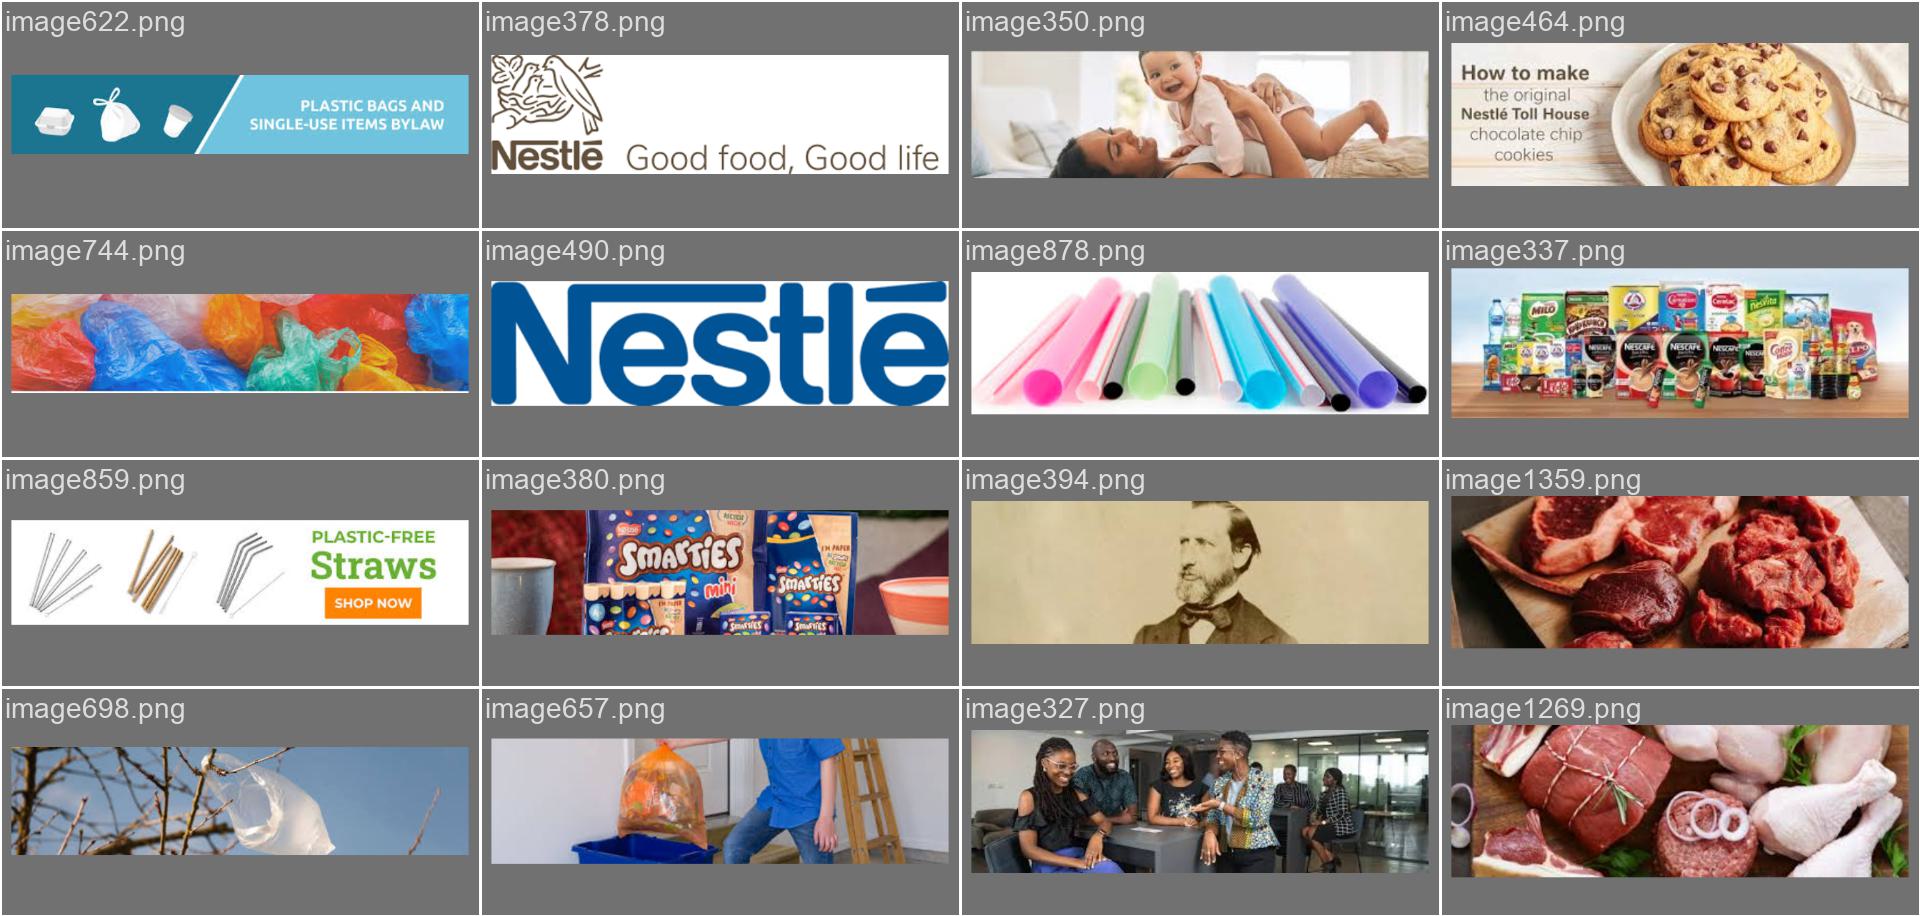 image622.png
image378.png
image350.png
image464.png
PLASTIC BAGS AND
SINGLE-USE ITEMS BYLAW
Nestlé
Good food, Good life
How to make
the original
Nestlé Toll House
chocolate chip
cookies
image744.png
image490.png
image878.png
image337.png
Nestlé
MILO
NESCAFÉ
NESCAFÉ
image859.png
image380.png
image394.png
image1359.png
PLASTIC-FREE
Straws
SHOP NOW
SMARTIES
mini
SMARTIES
image698.png
image657.png
image327.png
image1269.png